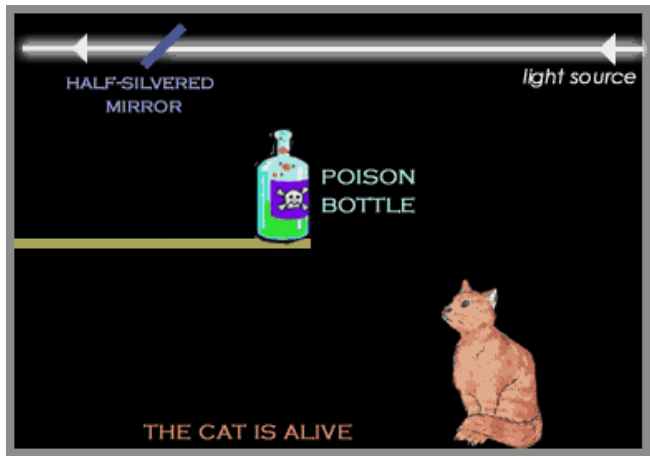 light source
HALF-SILVERED
MIRROR
POISON
BOTTLE
THE CAT IS ALIVE